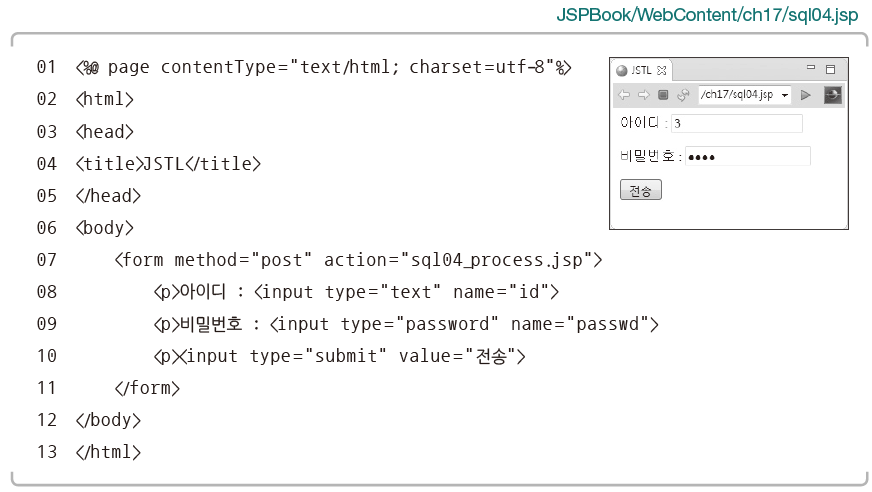 JSPBook/WebContent/ch17/sql04.jsp
01 <%@ page contentType="text/html; charset=utf-8"%>
02 <html>
03 <head>
04 <title>JSTL</title>
05 </head>
06 <body>
07 <form method="post" action="sql04_process.jsp">
08 <p>아이디 : <input type="text" name="id">
09 <p>비밀번호 : <input type="password" name="passwd">
10 <p><input type="submit" value="전송">
11 </form>
12 </body>
13 </html>
JSTL
/ch17/sql04.jsp
아이디 : 3
비밀번호 : ●●●●
전송